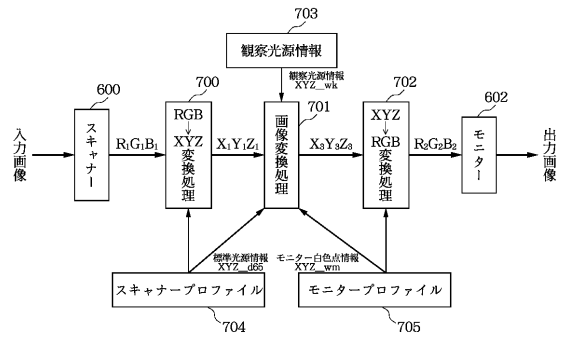 703
観察光源情報
600
700
観察光源情報
XYZ_wk
701
702
602
入力画像
スキャナー
R1G1B1
RGB
↓
XYZ
変換処理
X1Y1Z1
画像変換処理
X3Y3Z3
XYZ
↓
RGB
変換処理
R2G2B2
モニター
出力画像
標準光源情報
XYZ_d65
モニター白色点情報
XYZ_wm
スキャナープロファイル
モニタープロファイル
704
705